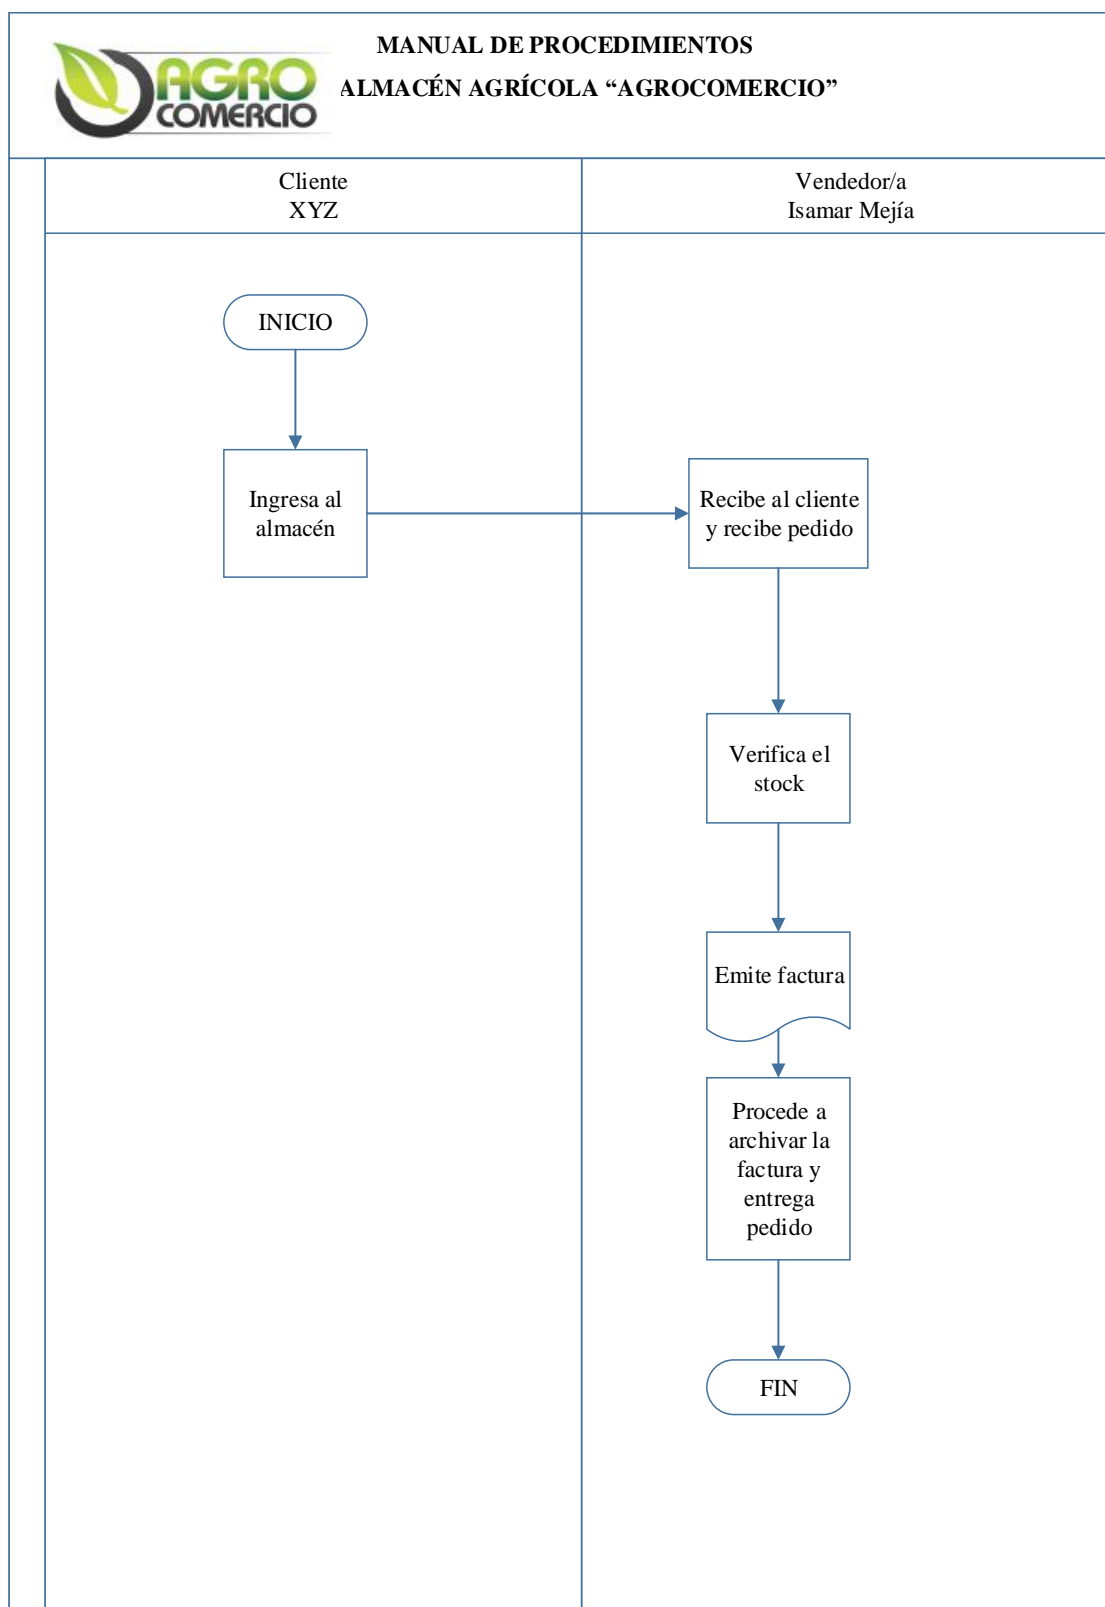 MANUAL DE PROCEDIMIENTOS
AGRO
COMERCIO
ALMACÉN AGRÍCOLA “AGROCOMERCIO”
Cliente
XYZ
Vendedor/a
Isamar Mejía
INICIO
Ingresa al
almacén
Recibe al cliente
y recibe pedido
Verifica el
stock
Emite factura
Procede a
archivar la
factura y
entrega
pedido
FIN